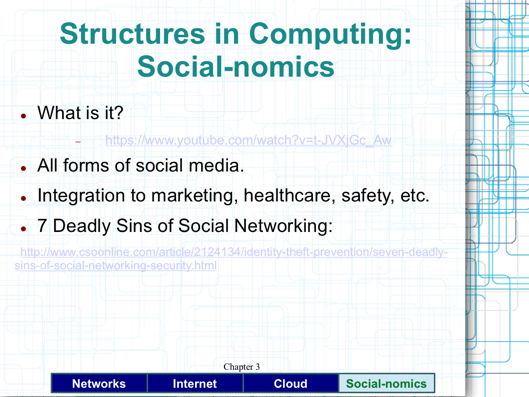 Structures in Computing:
Social-nomics
● What is it?
– https://www.youtube.com/watch?v=t-JVXjGc_Aw
● All forms of social media.
● Integration to marketing, healthcare, safety, etc.
● 7 Deadly Sins of Social Networking:
http://www.csoonline.com/article/2124134/identity-theft-prevention/seven-deadly-
sins-of-social-networking-security.html
Chapter 3
Networks Internet Cloud Social-nomics